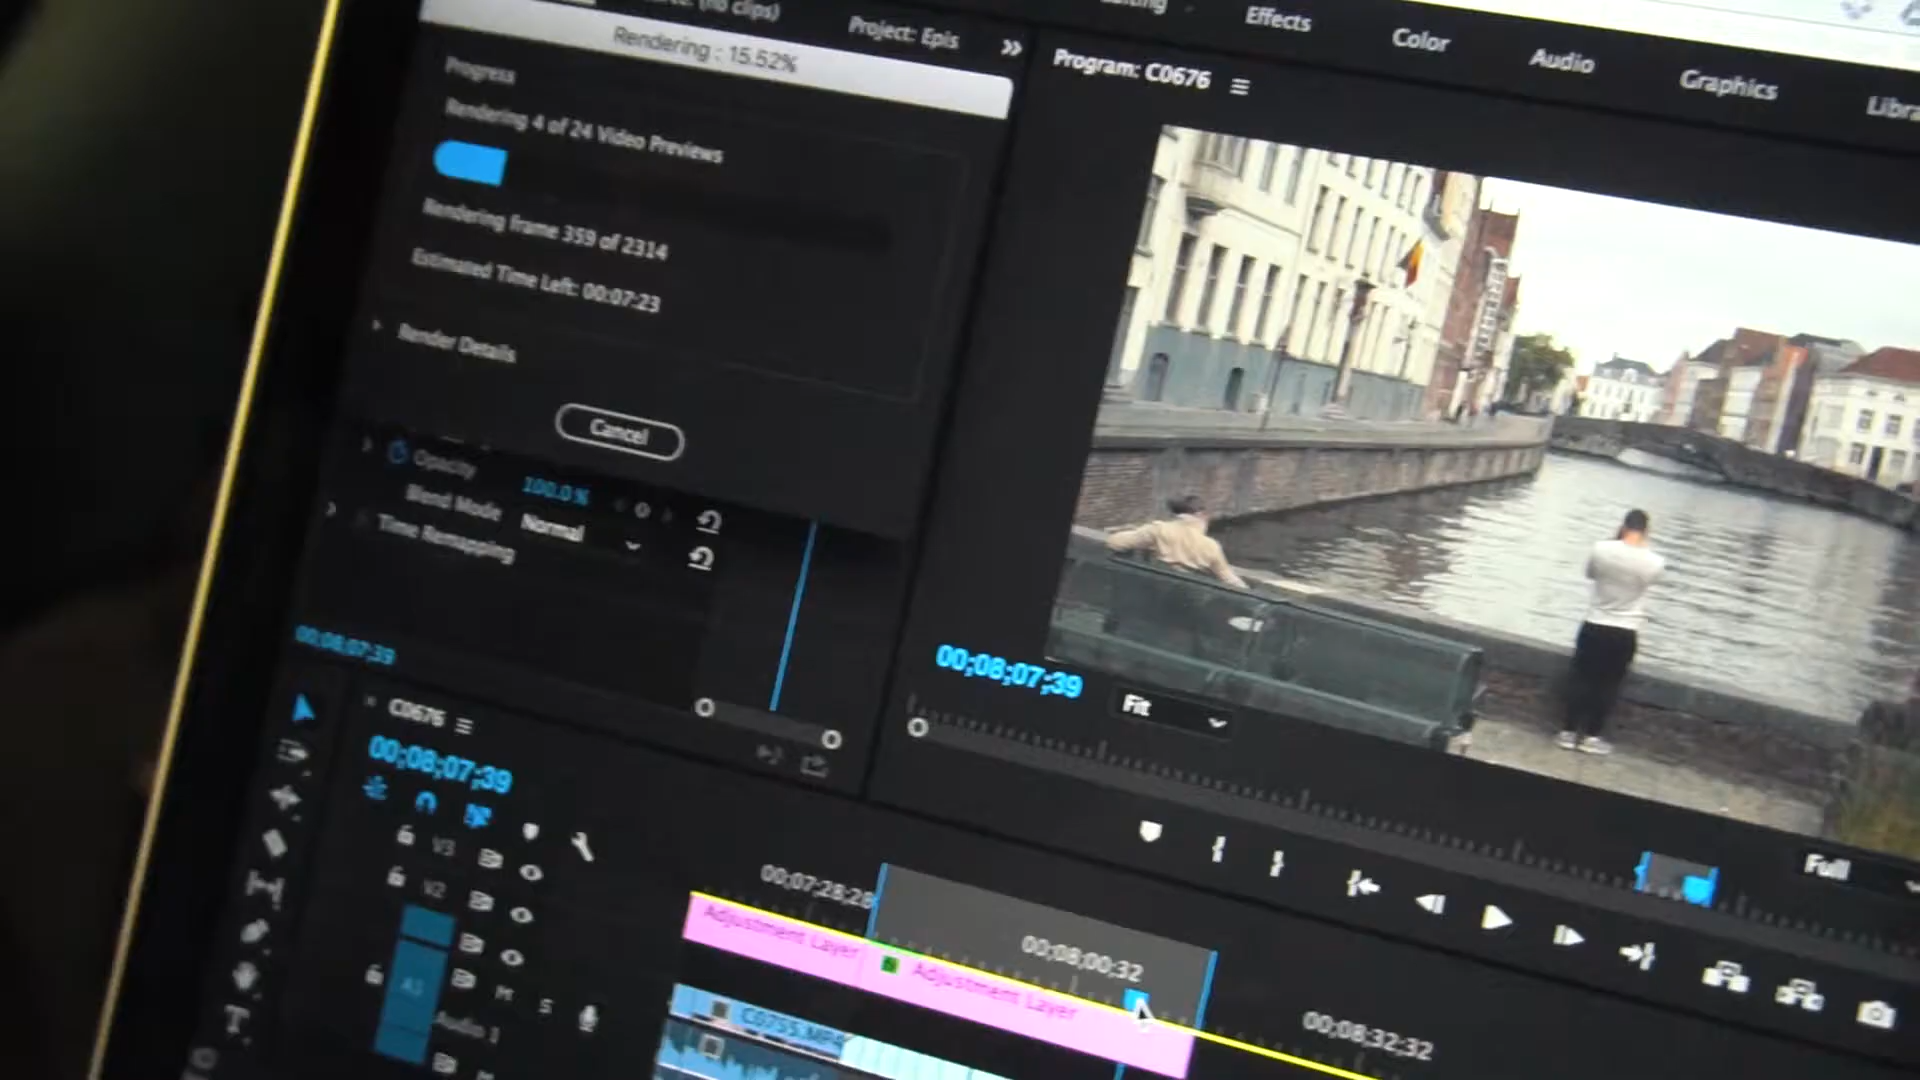 (no clips)
Project: Epis
Effects
Color
Audio
Graphics
Libra
Rendering : 15.52%
Program: C0676
Progress
Rendering 4 of 24 Video Previews
Rendering frame 359 of 2314
Estimated Time Left: 00:07:23
Render Details
Cancel
Opacity
100.0 %
Blend Mode
Normal
Time Remapping
00;08;07;39
00;08;07;39
Fit
Full
C0676
00;08;07;39
V3
V2
A1
M
S
Audio 1
00;07;28;28
00;08;00;32
00;08;32;32
Adjustment Layer
Adjustment Layer
C0755.MP4